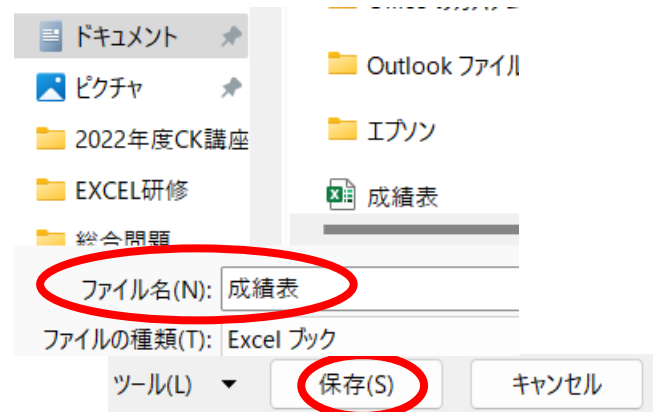 ドキュメント
ピクチャ
2022年度CK講座
EXCEL研修
総合問題
Outlook ファイル
エプソン
成績表
ファイル名(N): 成績表
ファイルの種類(T): Excel ブック
ツール(L) 保存(S) キャンセル